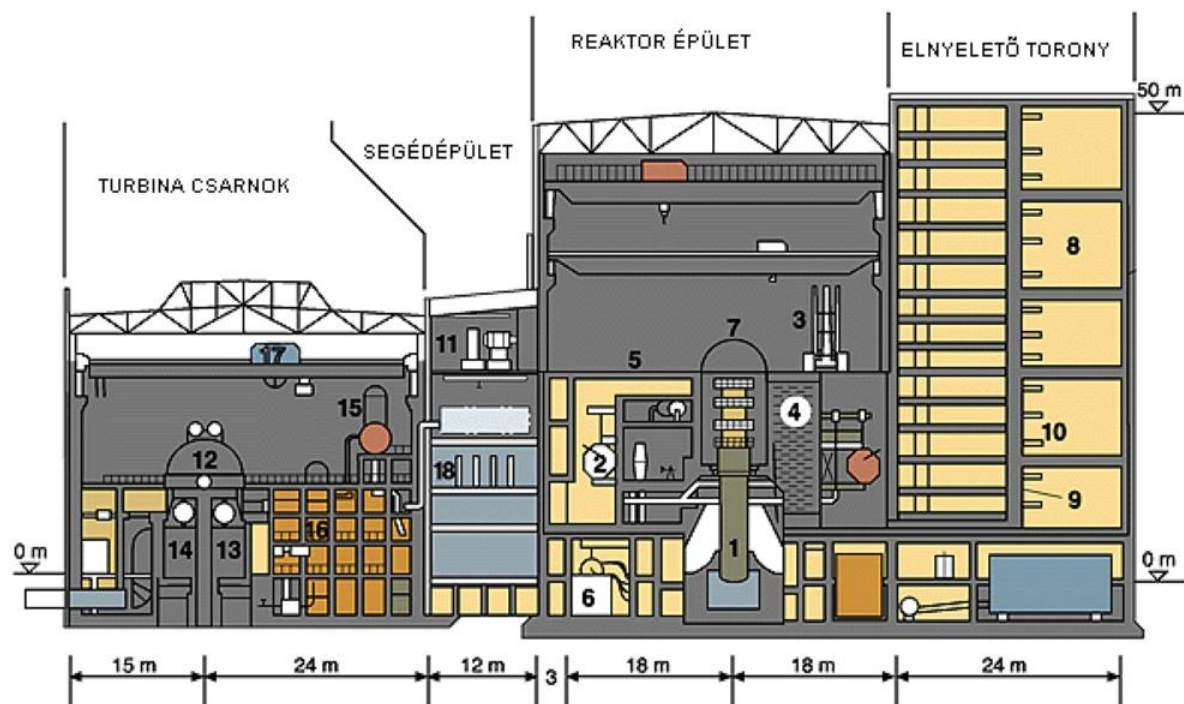 REAKTOR ÉPÜLET
ELNYELETÕ TORONY
50 m
SEGÉDÉPÜLET
TURBINA CSARNOK
8
3
7
11
17
5
15
4
10
12
2
18
9
16
14
13
1
0 m
0 m
6
15 m
24 m
12 m
3
18 m
18 m
24 m